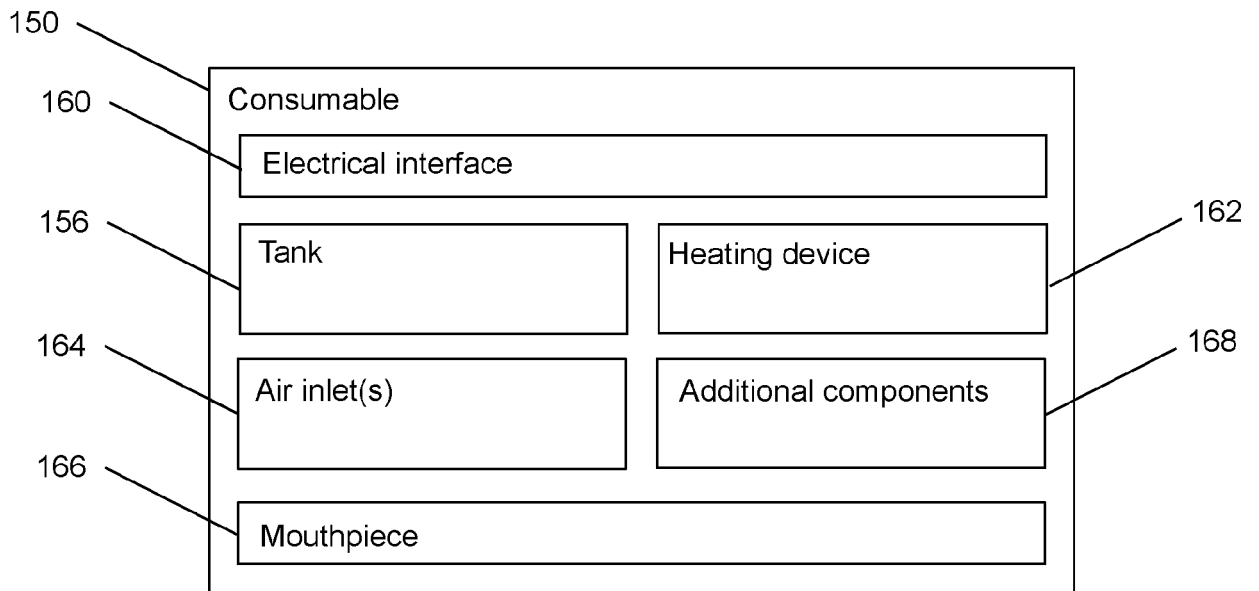 150
160
Consumable
Electrical interface
156
Tank
Heating device
162
164
Air inlet(s)
Additional components
168
166
Mouthpiece